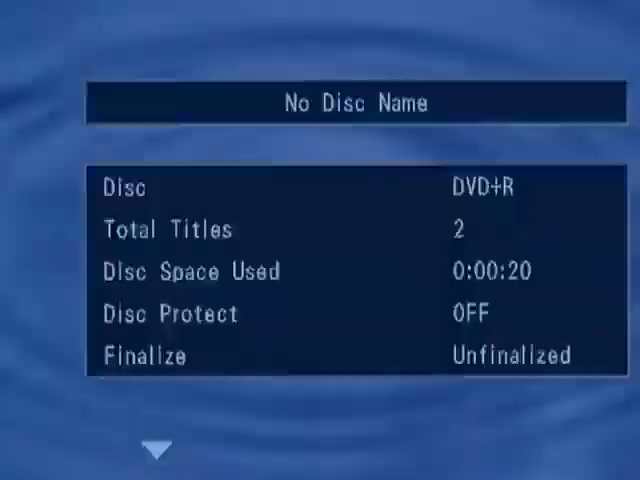 No Disc Name
Disc DVD+R
Total Titles 2
Disc Space Used 0:00:20
Disc Protect OFF
Finalize Unfinalized